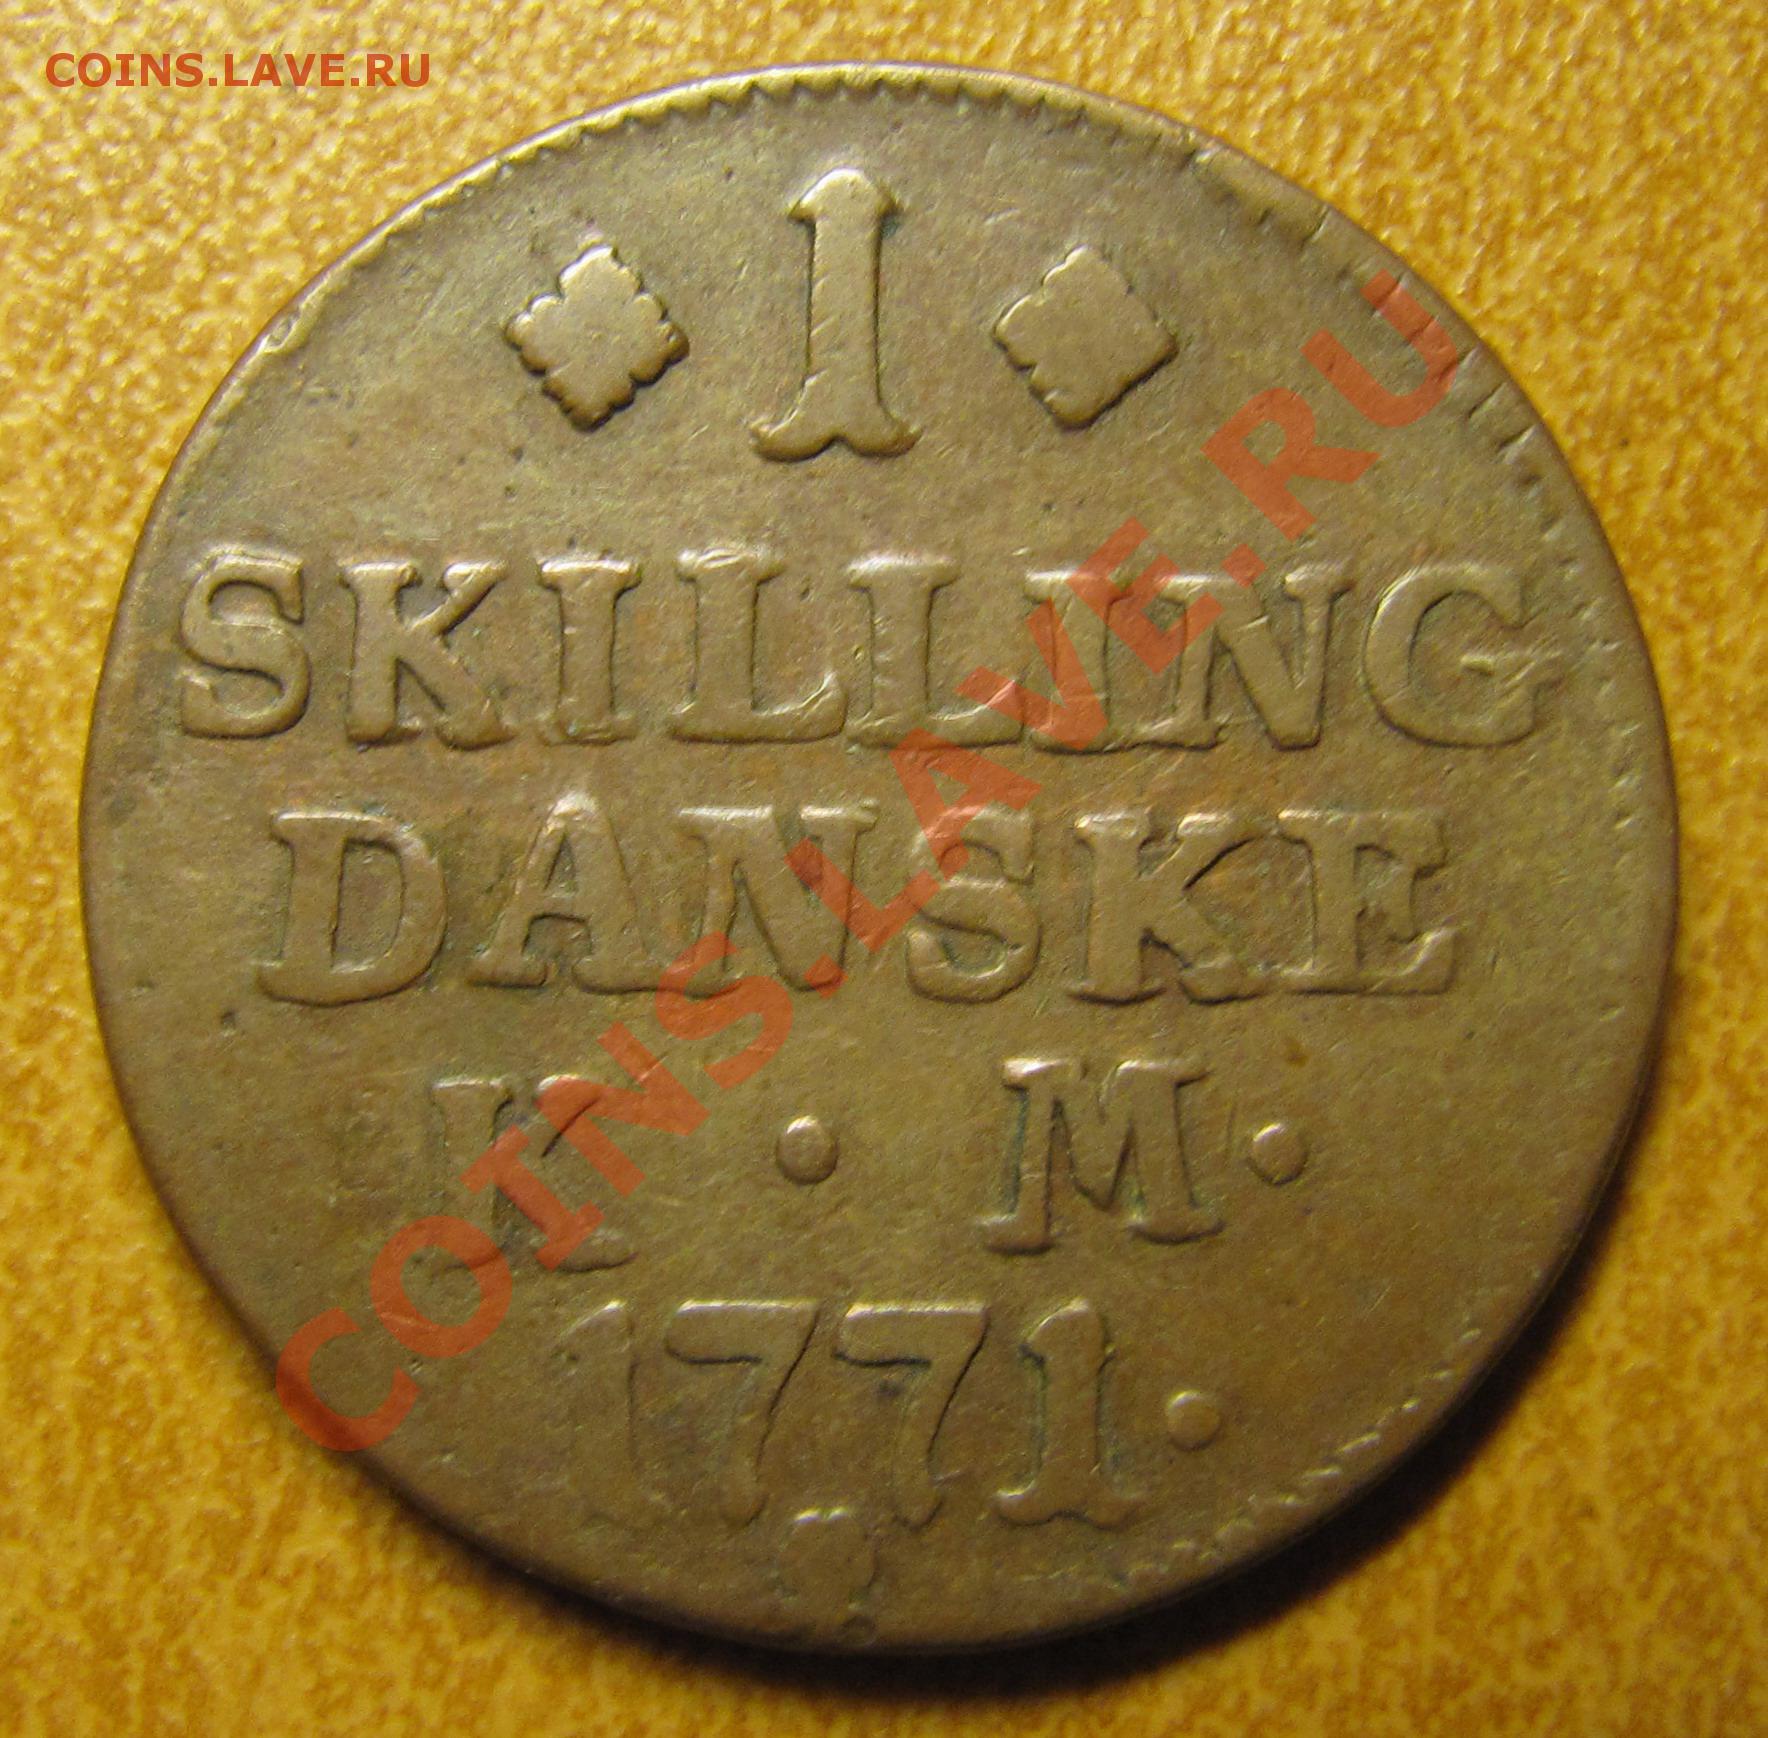 COINS.LAVE.RU
1
SKILLING
DANSKE
K · M ·
1771 ·
COINS.LAVE.RU